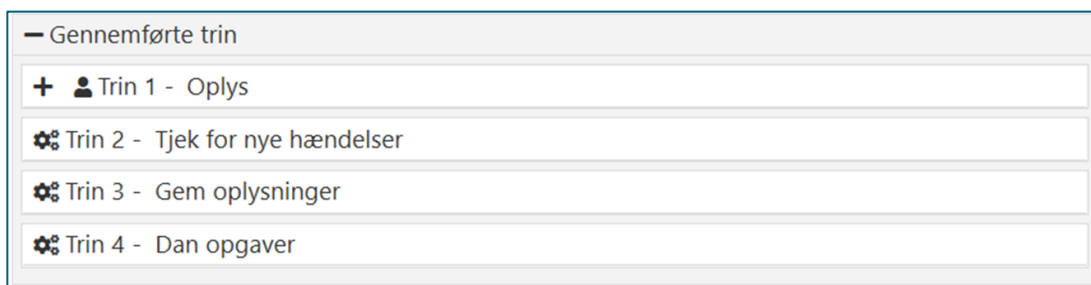 Gennemførte trin
Trin 1 - Oplys
Trin 2 - Tjek for nye hændelser
Trin 3 - Gem oplysninger
Trin 4 - Dan opgaver